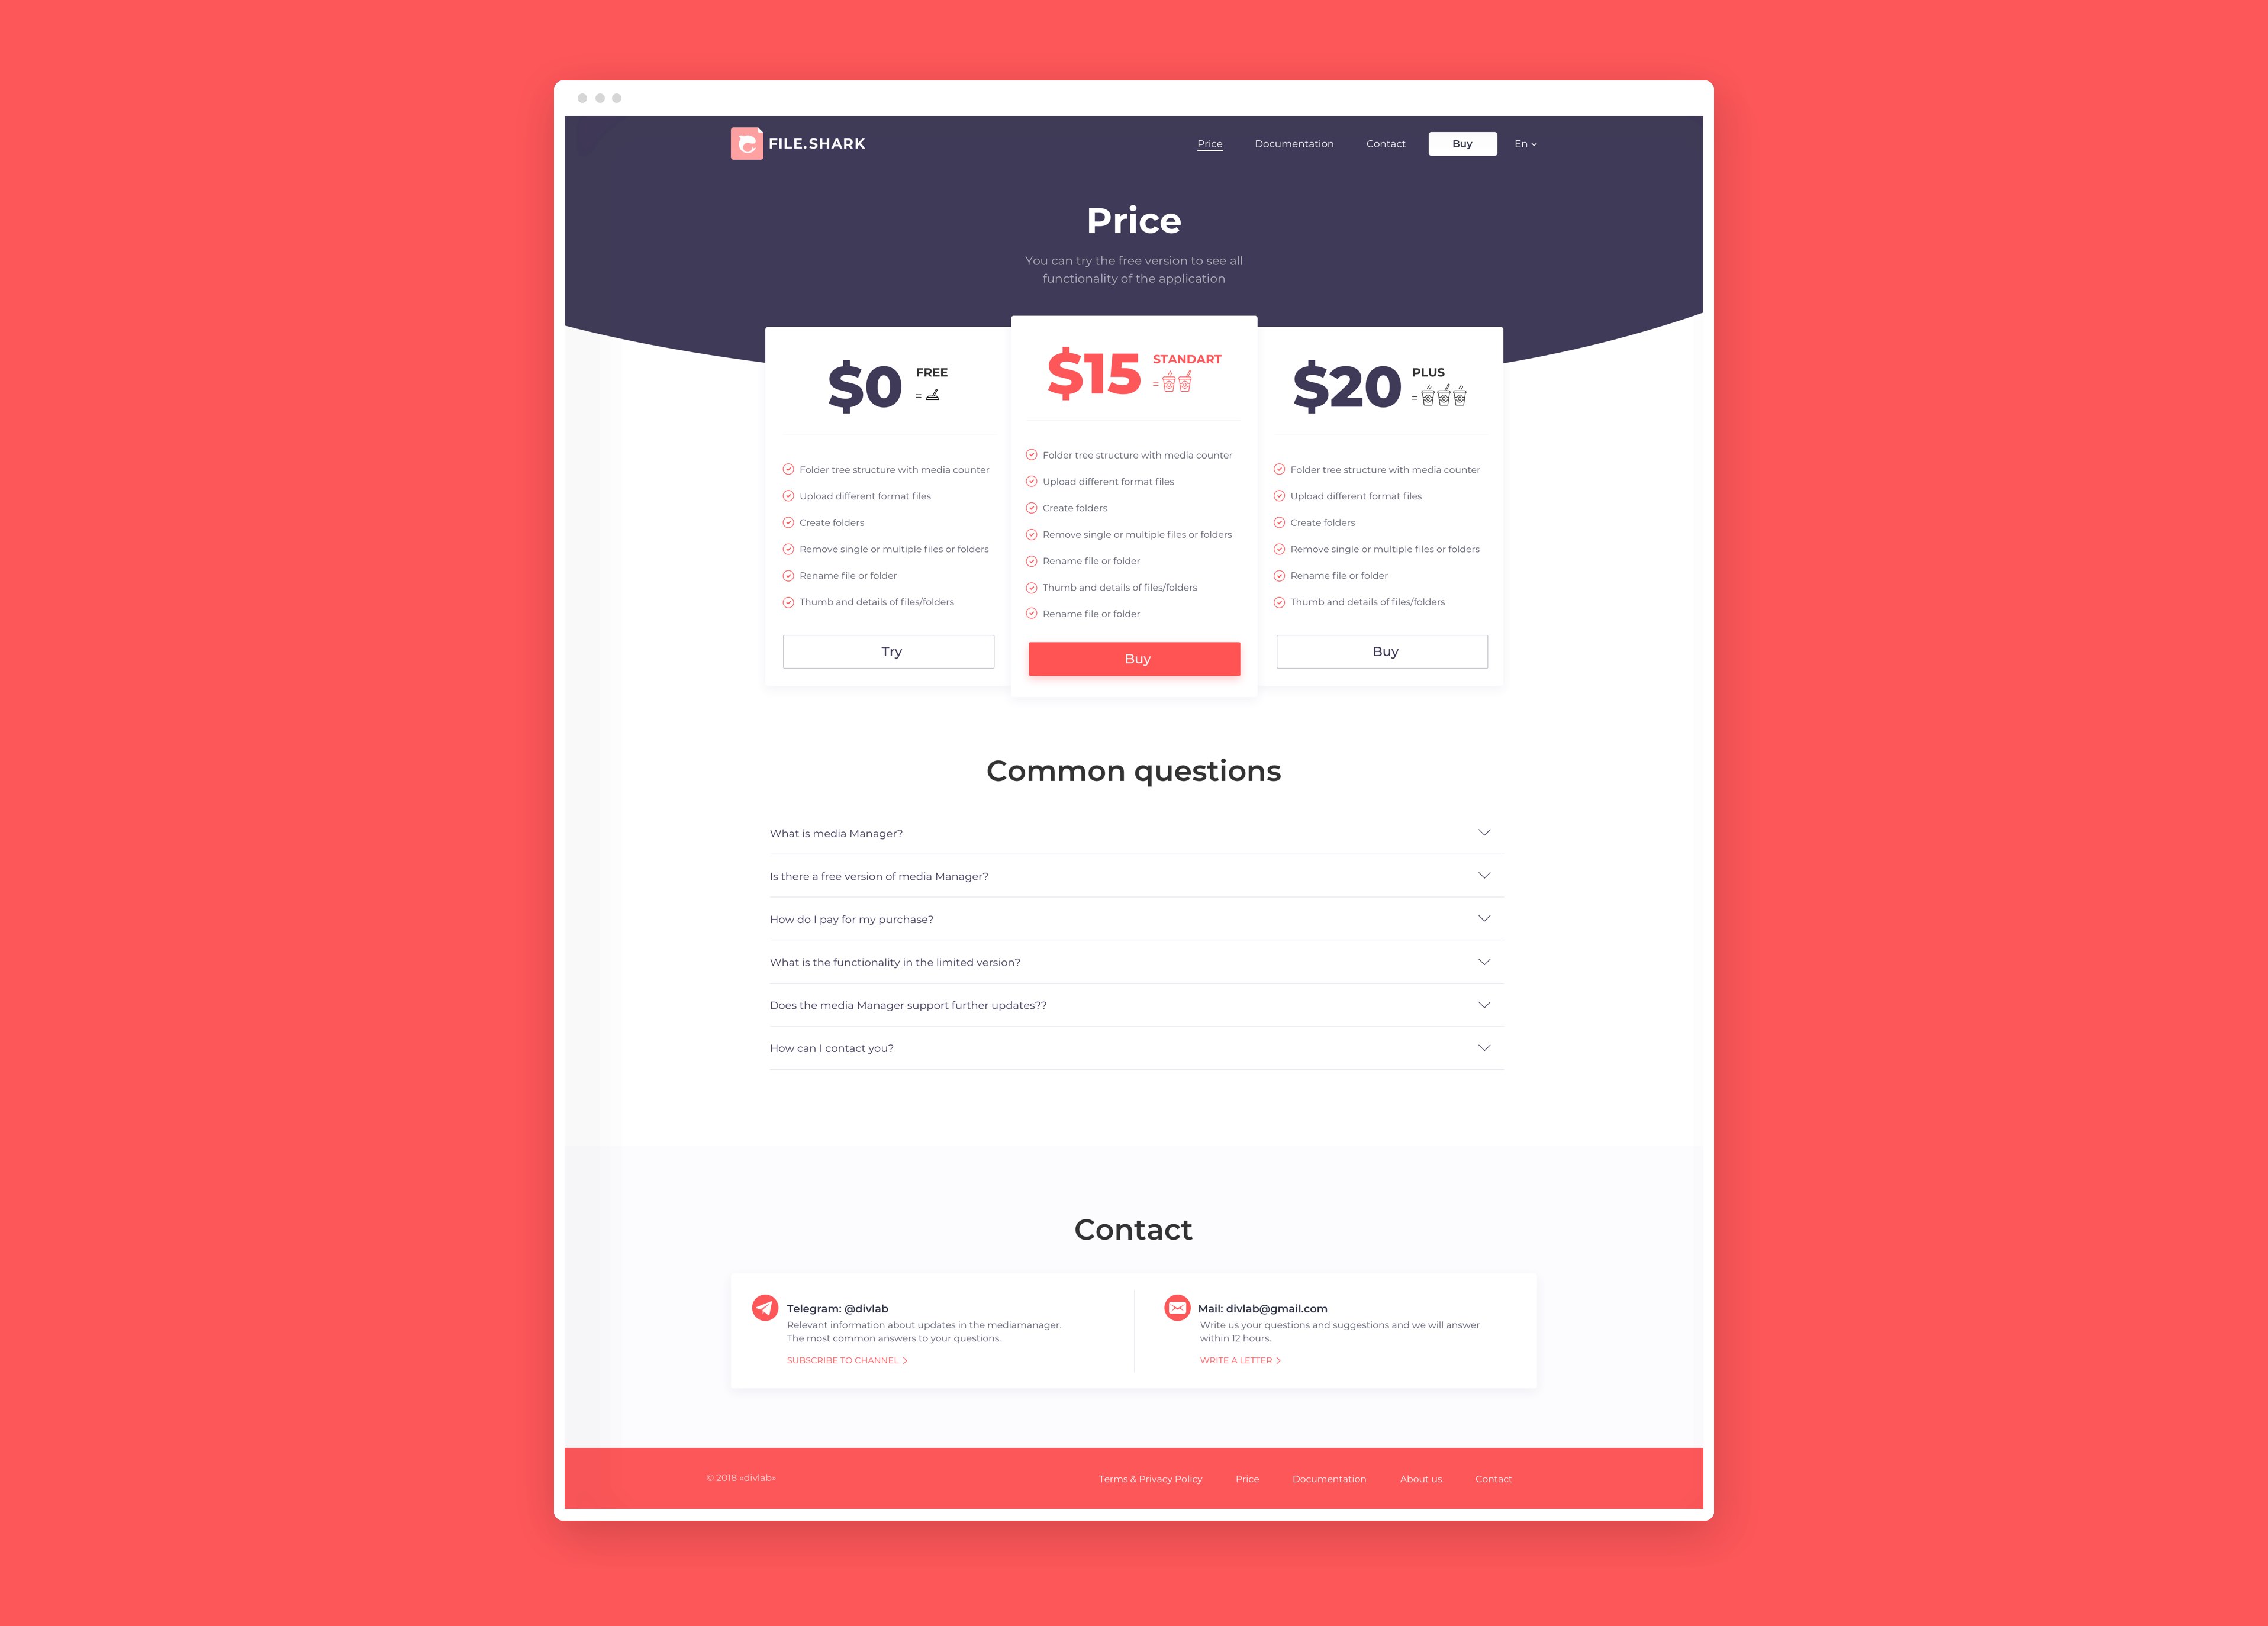 FILE.SHARK
Price
Documentation
Contact
Buy
En
Price
You can try the free version to see all
functionality of the application
$0 FREE
=
Folder tree structure with media counter
Upload different format files
Create folders
Remove single or multiple files or folders
Rename file or folder
Thumb and details of files/folders
Try
$15 STANDART
=
Folder tree structure with media counter
Upload different format files
Create folders
Remove single or multiple files or folders
Rename file or folder
Thumb and details of files/folders
Rename file or folder
Buy
$20 PLUS
=
Folder tree structure with media counter
Upload different format files
Create folders
Remove single or multiple files or folders
Rename file or folder
Thumb and details of files/folders
Buy
Common questions
What is media Manager?
Is there a free version of media Manager?
How do I pay for my purchase?
What is the functionality in the limited version?
Does the media Manager support further updates??
How can I contact you?
Contact
Telegram: @divlab
Relevant information about updates in the mediamanager.
The most common answers to your questions.
SUBSCRIBE TO CHANNEL
Mail: divlab@gmail.com
Write us your questions and suggestions and we will answer
within 12 hours.
WRITE A LETTER
© 2018 «divlab«
Terms & Privacy Policy
Price
Documentation
About us
Contact